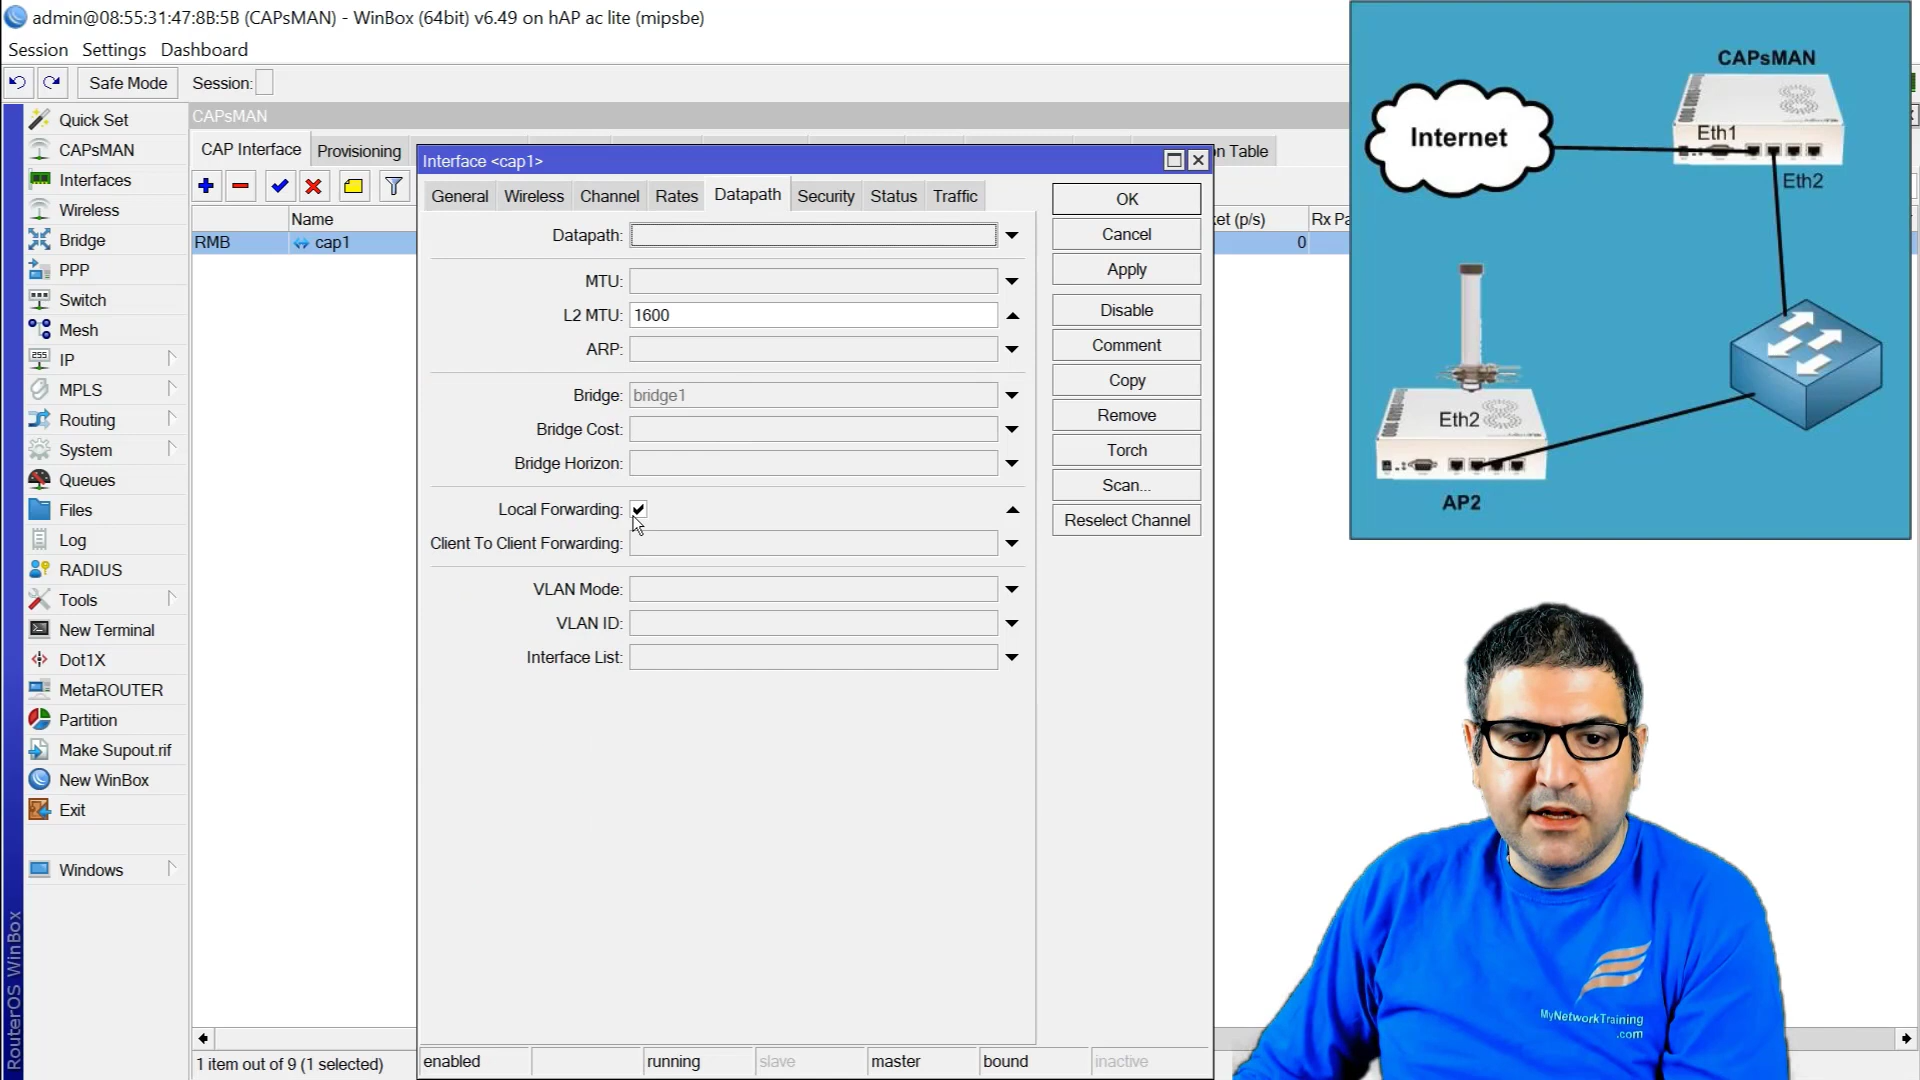 admin@08:55:31:47:8B:5B (CAPsMAN) - WinBox (64bit) v6.49 on hAP ac lite (mipsbe)
Session Settings Dashboard
Safe Mode Session:
Quick Set
CAPsMAN
Interfaces
Wireless
Bridge
PPP
Switch
Mesh
IP
MPLS
Routing
System
Queues
Files
Log
RADIUS
Tools
New Terminal
Dot1X
MetaROUTER
Partition
Make Supout.rif
New WinBox
Exit
Windows
RouterOS WinBox
CAPsMAN
CAP Interface Provisioning
n Table
Name
ket (p/s) Rx Pa
RMB cap1 0
1 item out of 9 (1 selected)
Interface <cap1>
General Wireless Channel Rates Datapath Security Status Traffic
Datapath:
MTU:
L2 MTU: 1600
ARP:
Bridge: bridge1
Bridge Cost:
Bridge Horizon:
Local Forwarding:
Client To Client Forwarding:
VLAN Mode:
VLAN ID:
Interface List:
OK
Cancel
Apply
Disable
Comment
Copy
Remove
Torch
Scan...
Reselect Channel
enabled running slave master bound inactive
CAPsMAN
Internet
Eth1
Eth2
Eth2
AP2
MyNetworkTraining
.com